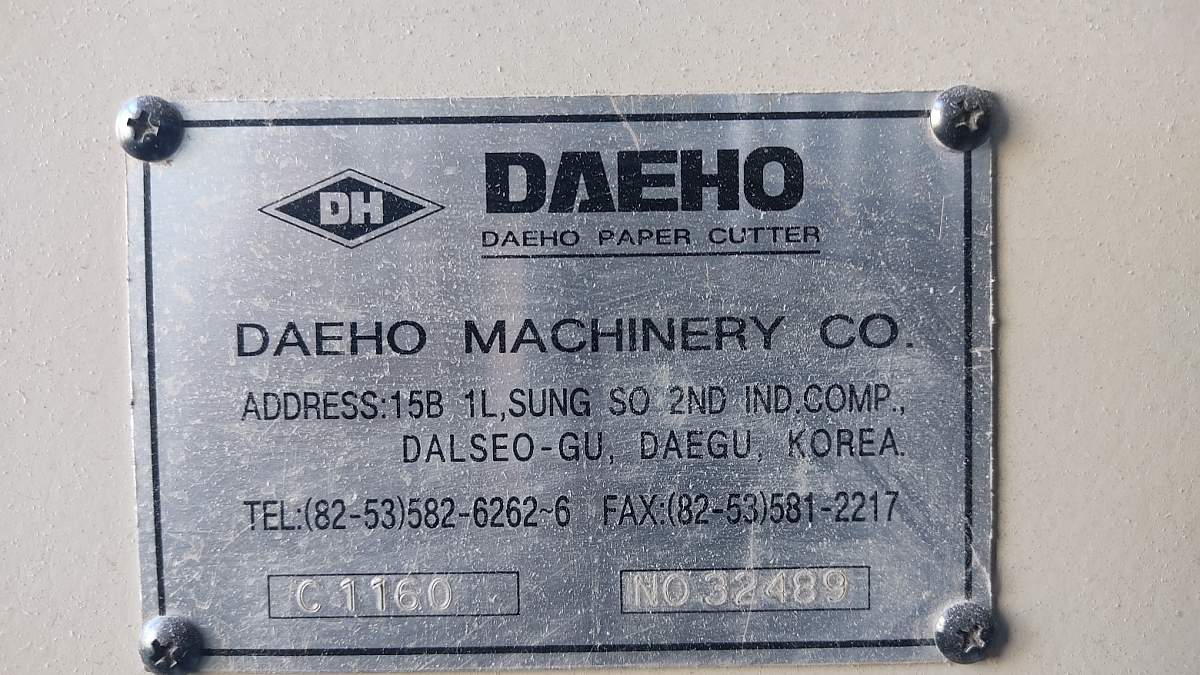 DH DAEHO
DAEHO PAPER CUTTER
DAEHO MACHINERY CO.
ADDRESS:15B 1L,SUNG SO 2ND IND.COMP.,
DALSEO-GU, DAEGU, KOREA.
TEL:(82-53)582-6262~6 FAX:(82-53)581-2217
C 1160 NO 32489